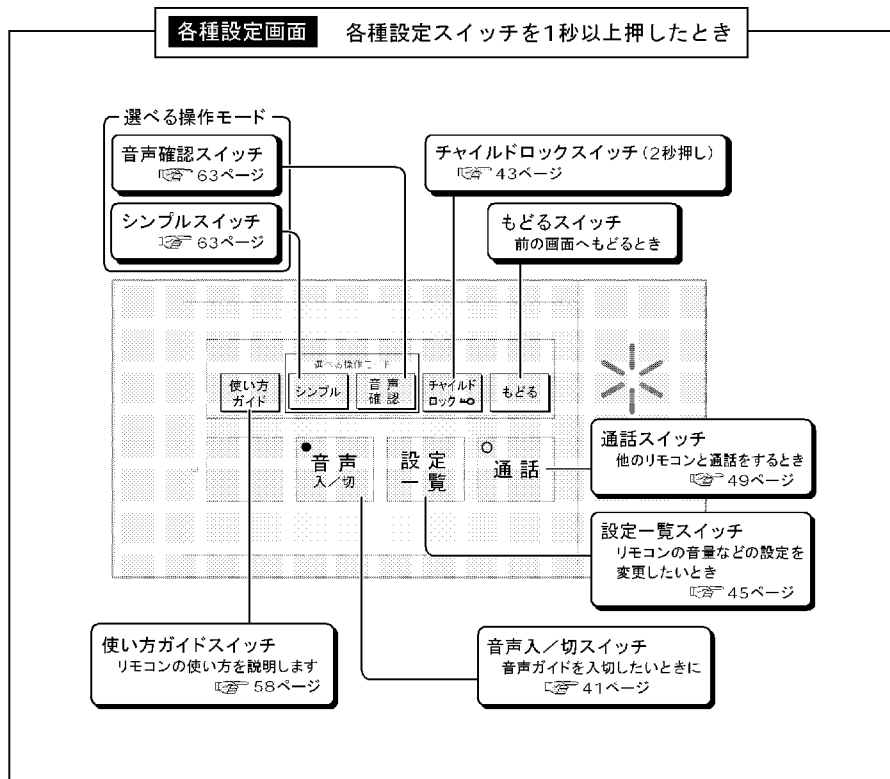 各種設定画面 各種設定スイッチを1秒以上押したとき
選べる操作モード
音声確認スイッチ
☞ 63ページ
シンプルスイッチ
☞ 63ページ
チャイルドロックスイッチ（2秒押し）
☞ 43ページ
もどるスイッチ
前の画面へもどるとき
選べる操作モード
使い方
ガイド
シンプル
音声
確認
チャイルド
ロック
もどる
音声
入／切
設定
一覧
通話
通話スイッチ
他のリモコンと通話をするとき
☞ 49ページ
設定一覧スイッチ
リモコンの音量などの設定を
変更したいとき
☞ 45ページ
使い方ガイドスイッチ
リモコンの使い方を説明します
☞ 58ページ
音声入／切スイッチ
音声ガイドを入切したいときに
☞ 41ページ